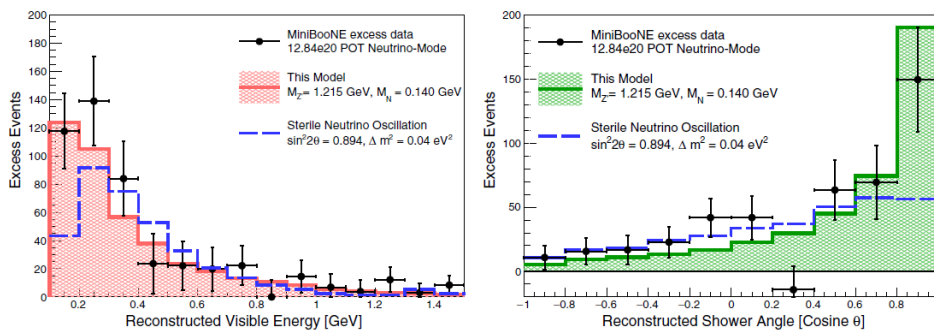 Excess Events
180
160
140
120
100
80
60
40
20
0
MiniBooNE excess data
12.84e20 POT Neutrino-Mode
This Model
M_Z = 1.215 GeV, M_N = 0.140 GeV
Sterile Neutrino Oscillation
sin²2θ = 0.894, Δ m² = 0.04 eV²
0.2 0.4 0.6 0.8 1.0 1.2 1.4
Reconstructed Visible Energy [GeV]
Excess Events
200
150
100
50
0
MiniBooNE excess data
12.84e20 POT Neutrino-Mode
This Model
M_Z = 1.215 GeV, M_N = 0.140 GeV
Sterile Neutrino Oscillation
sin²2θ = 0.894, Δ m² = 0.04 eV²
−1 −0.8 −0.6 −0.4 −0.2 0 0.2 0.4 0.6 0.8 1
Reconstructed Shower Angle [Cosine θ]